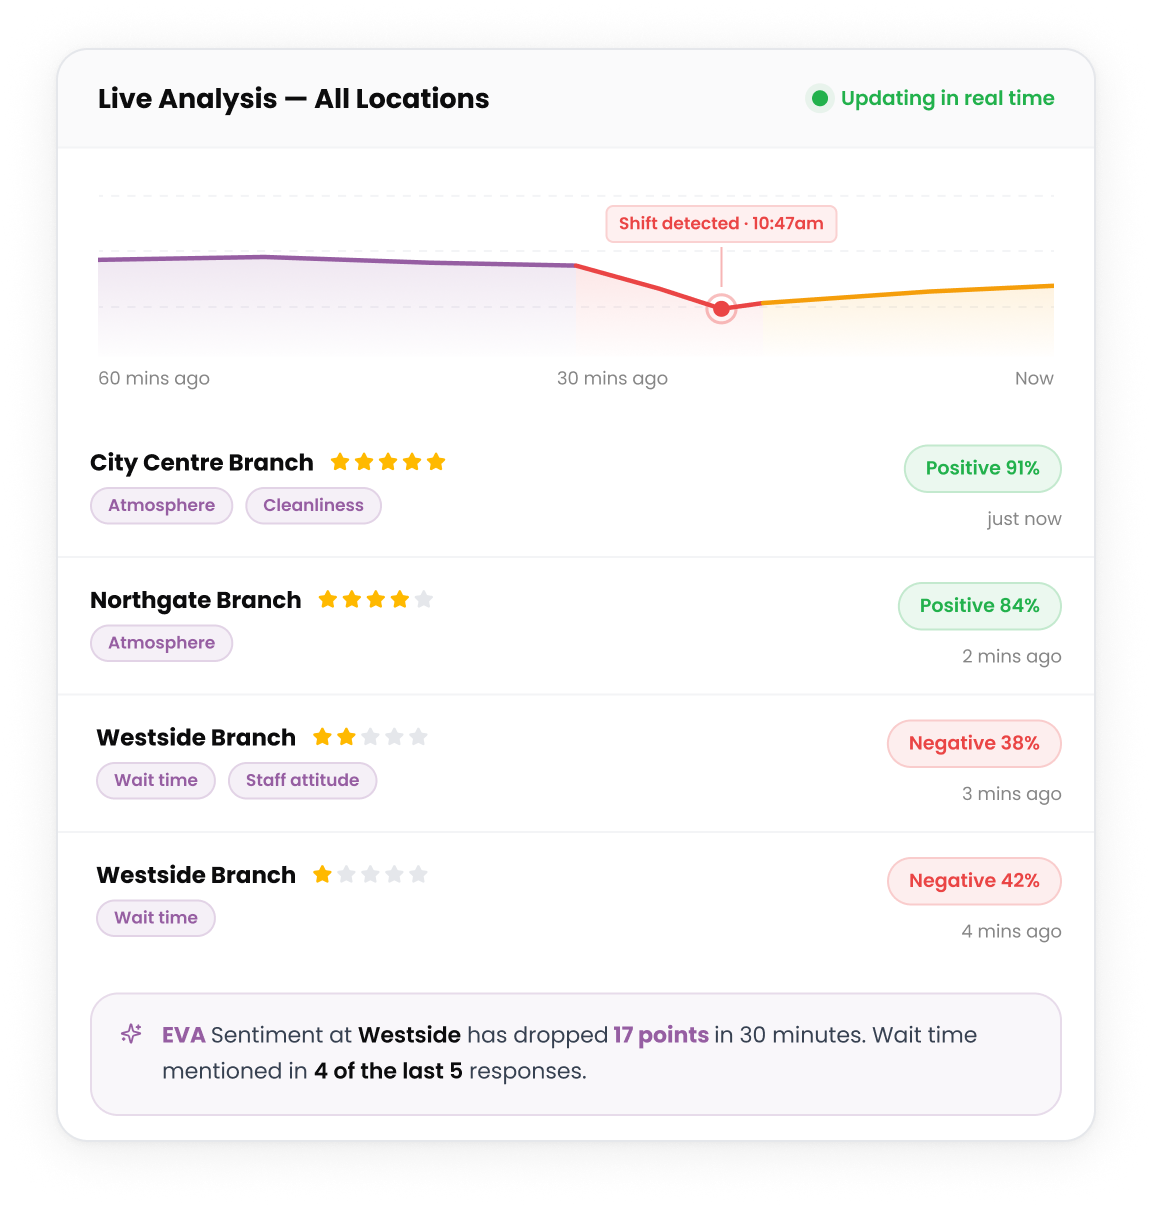 Live Analysis — All Locations
Updating in real time
Shift detected · 10:47am
60 mins ago
30 mins ago
Now
City Centre Branch
Positive 91%
Atmosphere
Cleanliness
just now
Northgate Branch
Positive 84%
Atmosphere
2 mins ago
Westside Branch
Negative 38%
Wait time
Staff attitude
3 mins ago
Westside Branch
Negative 42%
Wait time
4 mins ago
EVA Sentiment at Westside has dropped 17 points in 30 minutes. Wait time
mentioned in 4 of the last 5 responses.